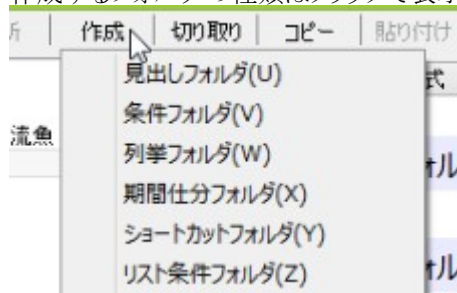 作成 切り取り コピー 貼り付け
見出しフォルダ(U)
式
条件フォルダ(V)
流魚
列挙フォルダ(W)
期間仕分フォルダ(X)
ショートカットフォルダ(Y)
リスト条件フォルダ(Z)